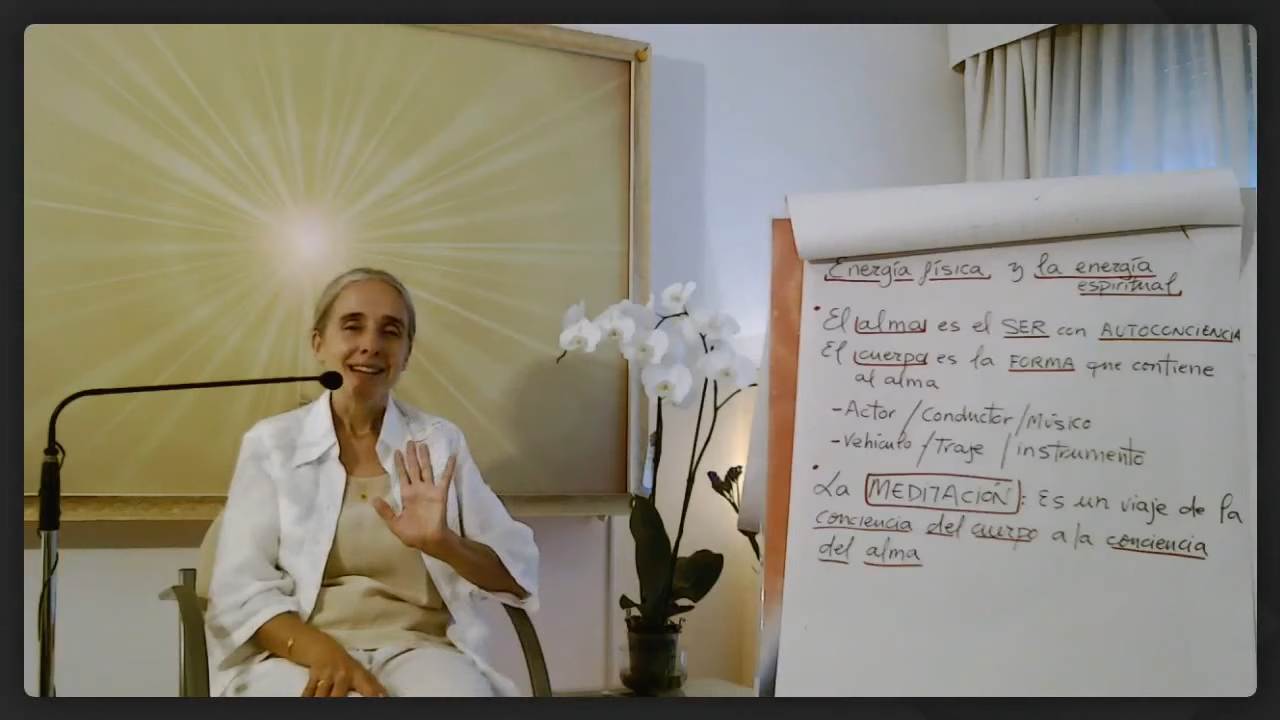 Energía física y la energía
espiritual
El alma es el SER con AUTOCONCIENCIA
El cuerpo es la FORMA que contiene
al alma
-Actor /Conductor/Músico
-Vehículo /Traje /instrumento
La MEDITACIÓN: Es un viaje de la
conciencia del cuerpo a la conciencia
del alma